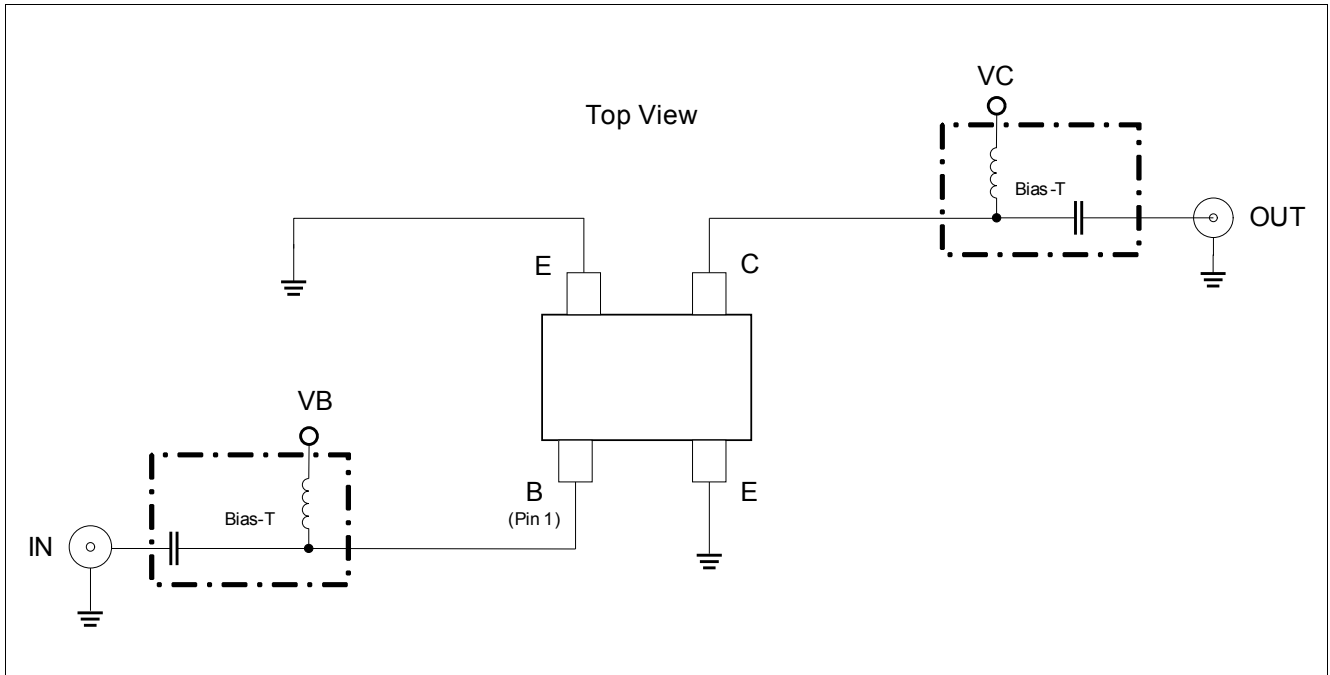 VC
Top View
Bias-T
OUT
E
C
VB
B
(Pin 1)
E
Bias-T
IN